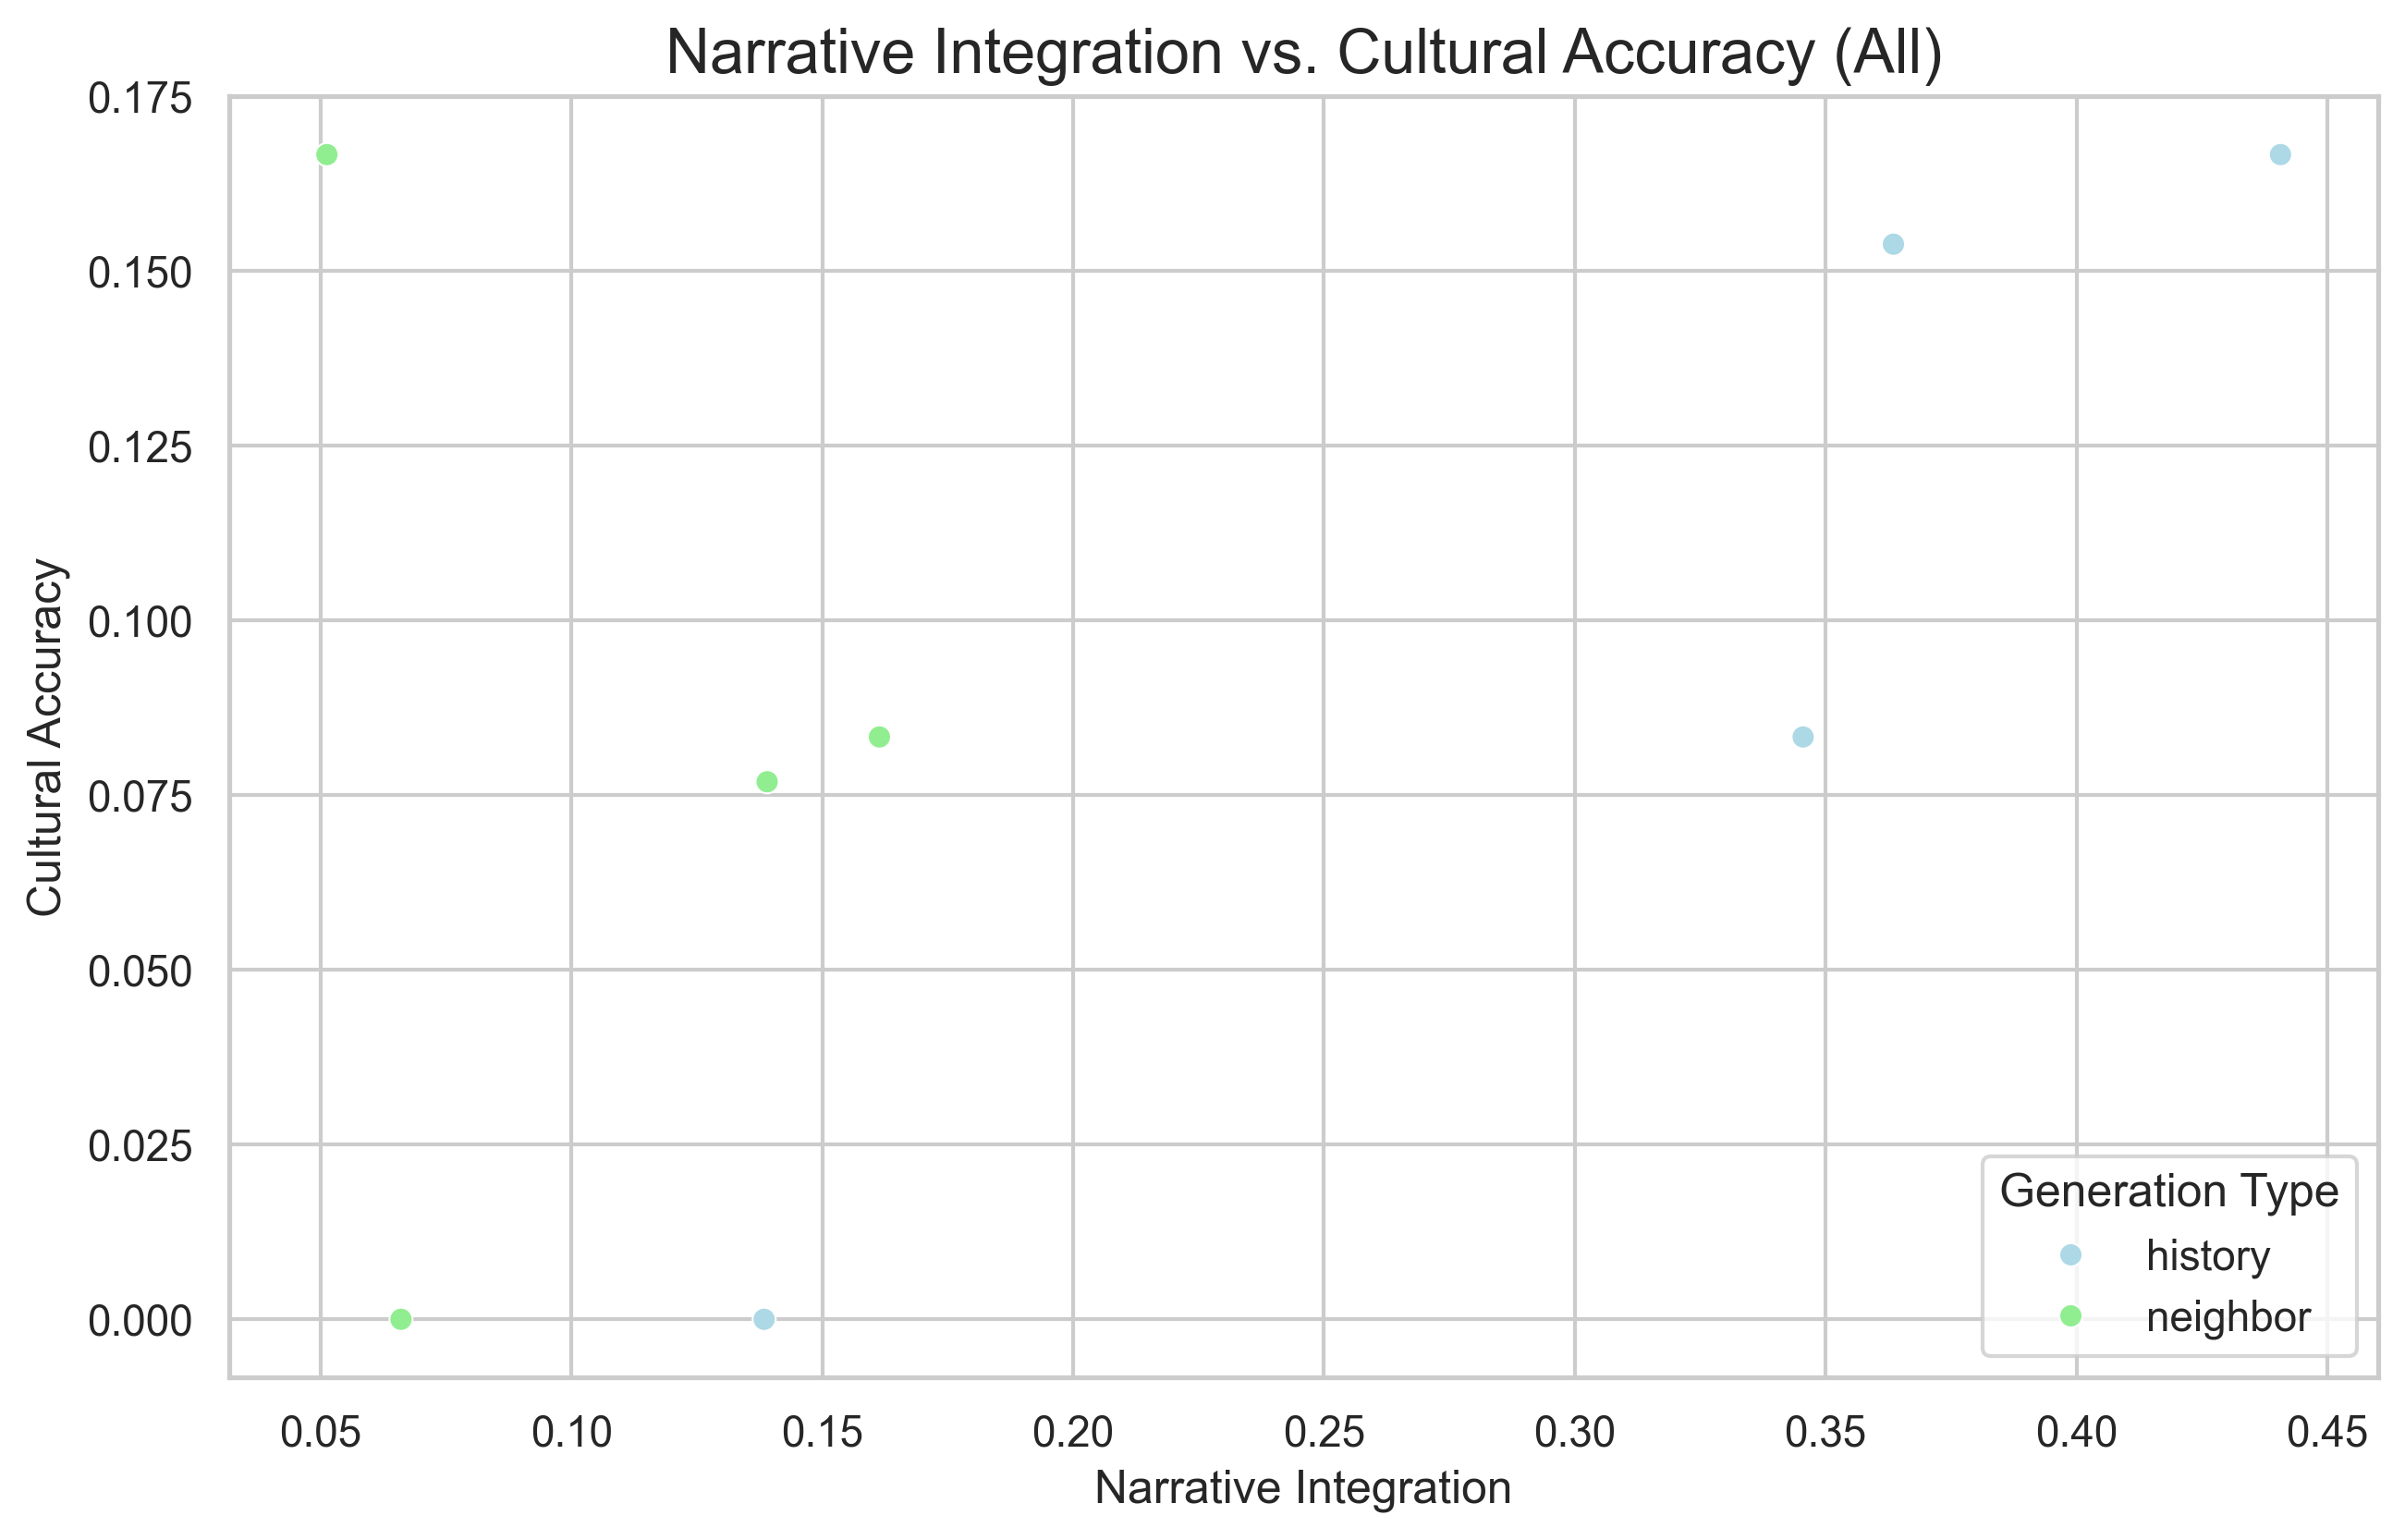 Narrative Integration vs. Cultural Accuracy (All)
0.175
0.150
0.125
0.100
0.075
0.050
0.025
0.000
Cultural Accuracy
Generation Type
history
neighbor
0.05 0.10 0.15 0.20 0.25 0.30 0.35 0.40 0.45
Narrative Integration